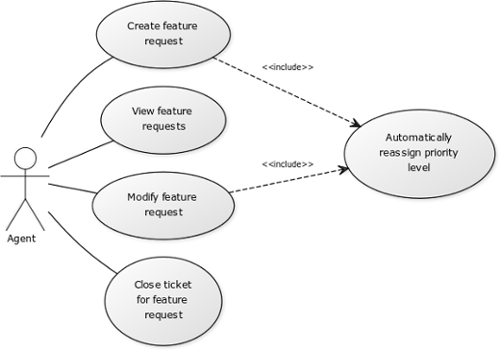 Create feature
request
<<include>>
View feature
requests
Automatically
reassign priority
level
<<include>>
Modify feature
request
Agent
Close ticket
for feature
request